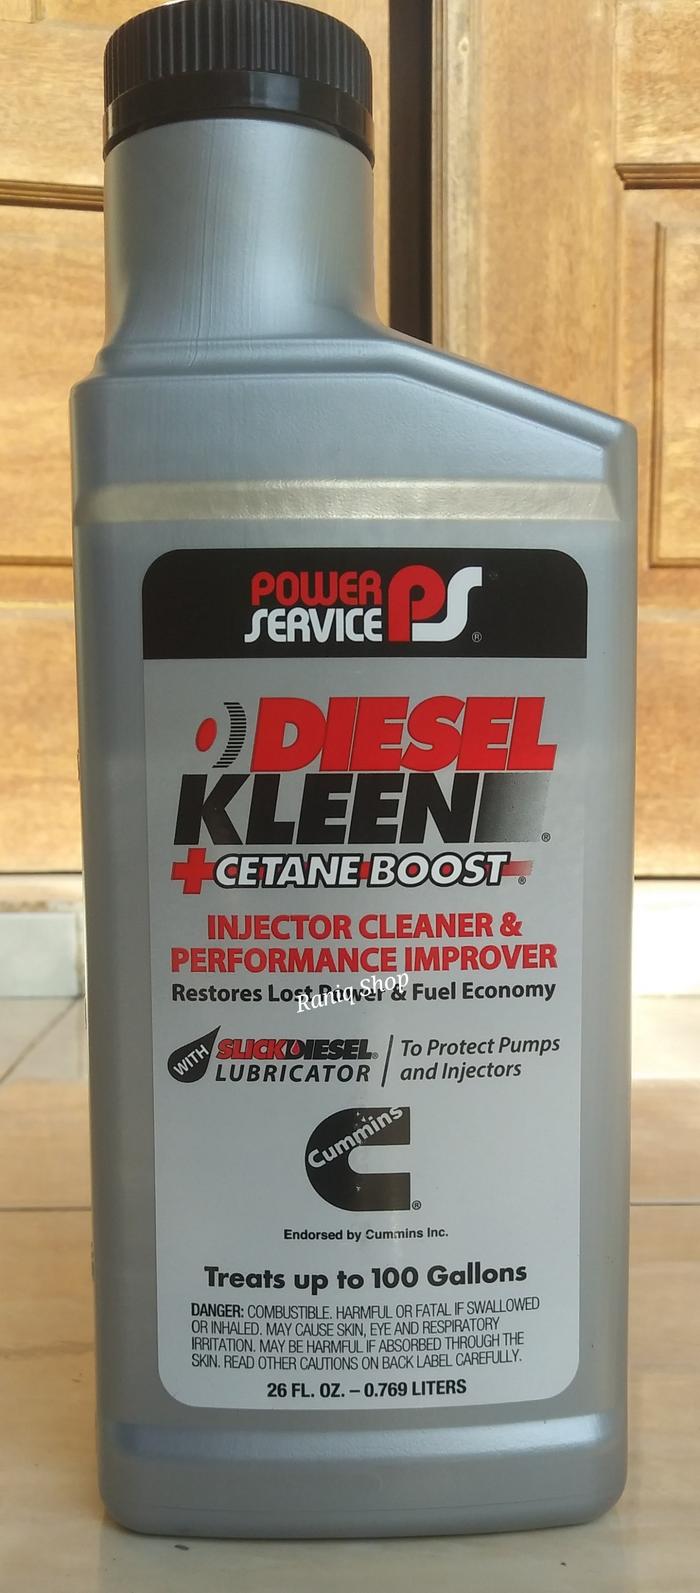 POWER
SERVICE PS ®
DIESEL
KLEEN ®
+CETANE BOOST ®
INJECTOR CLEANER &
PERFORMANCE IMPROVER
Restores Lost Power & Fuel Economy
Raniq Shop
WITH SLICKDIESEL® LUBRICATOR
To Protect Pumps
and Injectors
Cummins ®
Endorsed by Cummins Inc.
Treats up to 100 Gallons
DANGER: COMBUSTIBLE. HARMFUL OR FATAL IF SWALLOWED
OR INHALED. MAY CAUSE SKIN, EYE AND RESPIRATORY
IRRITATION. MAY BE HARMFUL IF ABSORBED THROUGH THE
SKIN. READ OTHER CAUTIONS ON BACK LABEL CAREFULLY.
26 FL. OZ. – 0.769 LITERS